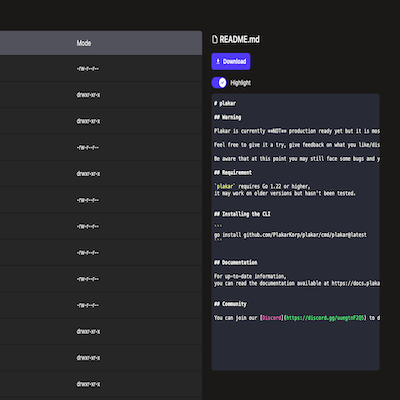 Mode
-rw-r--r--
drwxr-xr-x
drwxr-xr-x
-rw-r--r--
drwxr-xr-x
-rw-r--r--
-rw-r--r--
-rw-r--r--
-rw-r--r--
-rw-r--r--
drwxr-xr-x
drwxr-xr-x
drwxr-xr-x
README.md
Download
Highlight
# plakar
## Warning
Plakar is currently **NOT** production ready yet but it is mos
Feel free to give it a try, give feedback on what you like/dis
Be aware that at this point you may still face some bugs and y
## Requirement
`plakar` requires Go 1.22 or higher,
it may work on older versions but hasn't been tested.
## Installing the CLI
```
go install github.com/PlakarKorp/plakar/cmd/plakar@latest
```
## Documentation
For up-to-date information,
you can read the documentation available at https://docs.plaka
## Community
You can join our [Discord](https://discord.gg/uuegtnF2Q5) to d